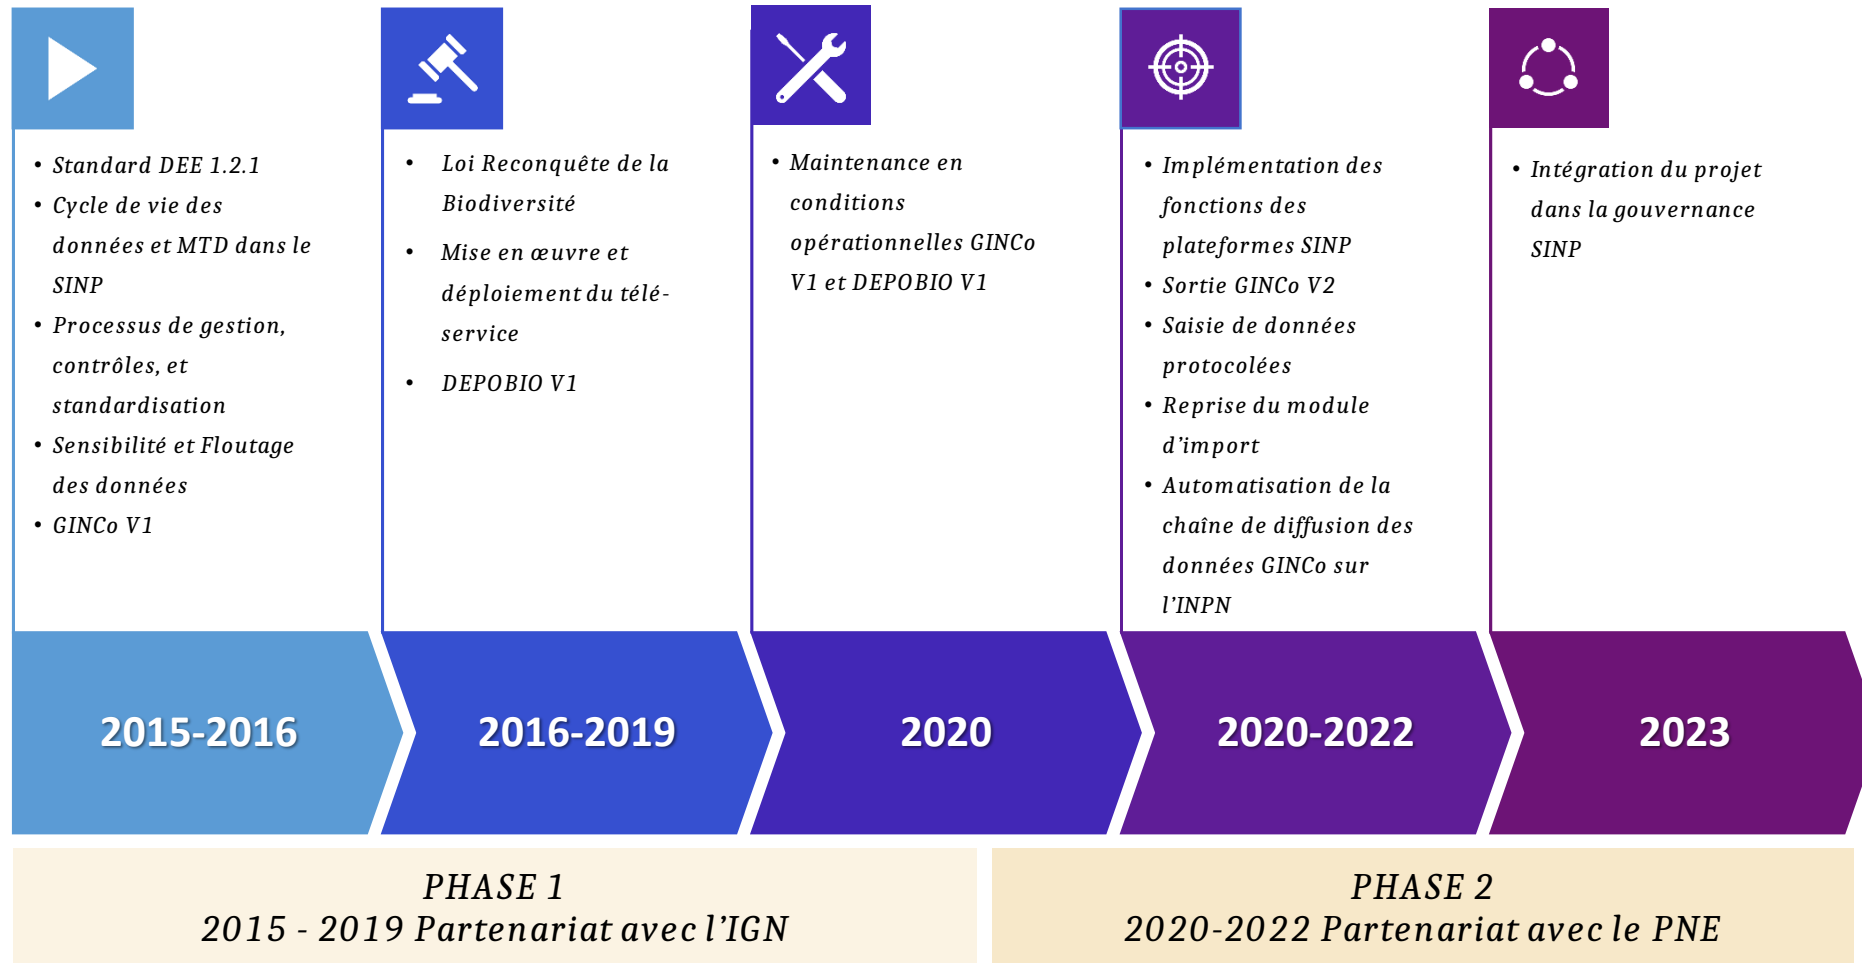 • Standard DEE 1.2.1
• Cycle de vie des
données et MTD dans le
SINP
• Processus de gestion,
contrôles, et
standardisation
• Sensibilité et Floutage
des données
• GINCo V1
• Loi Reconquête de la
Biodiversité
• Mise en œuvre et
déploiement du télé-
service
• DEPOBIO V1
• Maintenance en
conditions
opérationnelles GINCo
V1 et DEPOBIO V1
• Implémentation des
fonctions des
plateformes SINP
• Sortie GINCo V2
• Saisie de données
protocolées
• Reprise du module
d’import
• Automatisation de la
chaîne de diffusion des
données GINCo sur
l’INPN
• Intégration du projet
dans la gouvernance
SINP
2015-2016
2016-2019
2020
2020-2022
2023
PHASE 1
2015 - 2019 Partenariat avec l’IGN
PHASE 2
2020-2022 Partenariat avec le PNE